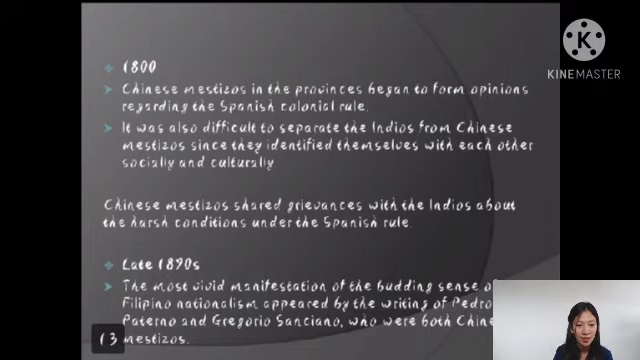 1800
Chinese mestizos in the provinces began to form opinions
regarding the Spanish colonial rule.
It was also difficult to separate the Indios from Chinese
mestizos since they identified themselves with each other
socially and culturally
Chinese mestizos shared grievances with the Indios about
the harsh conditions under the Spanish rule.
Late 1890s
The most vivid manifestation of the budding sense of
Filipino nationalism appeared by the writing of Pedro
Paterno and Gregorio Sanciano, who were both Chine
mestizos.
13
K
KINEMASTER